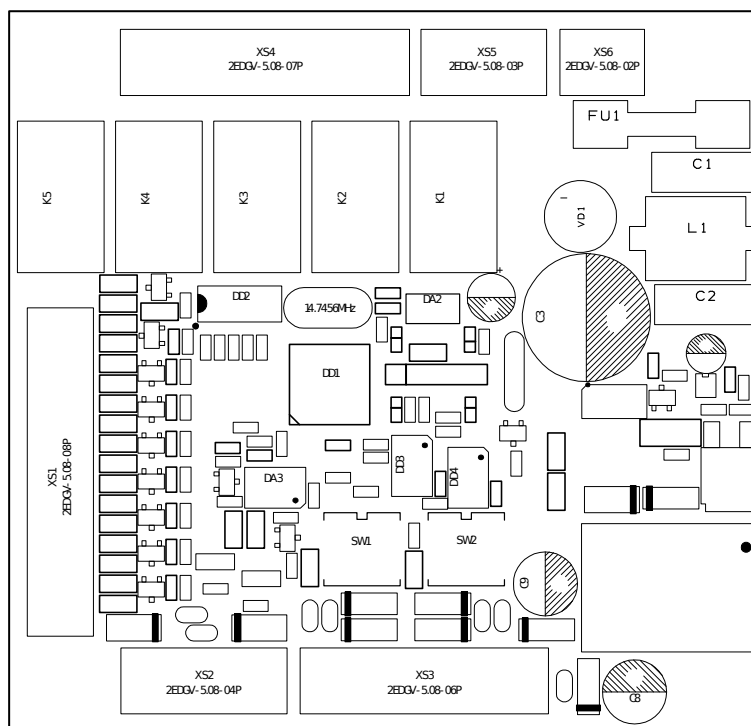 XS4
2EDGV-5.08-07P
XS5
2EDGV-5.08-03P
XS6
2EDGV-5.08-02P
FU1
C1
K5
K4
K3
K2
K1
VD1
L1
DD2
14.7456MHz
DA2
C3
C2
+
DD1
XS1
2EDGV-5.08-08P
DA3
DD3
DD4
SW1
SW2
C9
XS2
2EDGV-5.08-04P
XS3
2EDGV-5.08-06P
C8